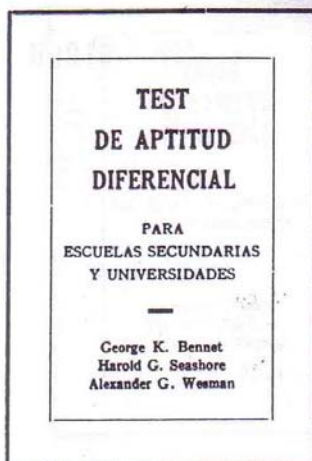 TEST
DE APTITUD
DIFERENCIAL
PARA
ESCUELAS SECUNDARIAS
Y UNIVERSIDADES
George K. Bennet
Harold G. Seashore
Alexander G. Wesman